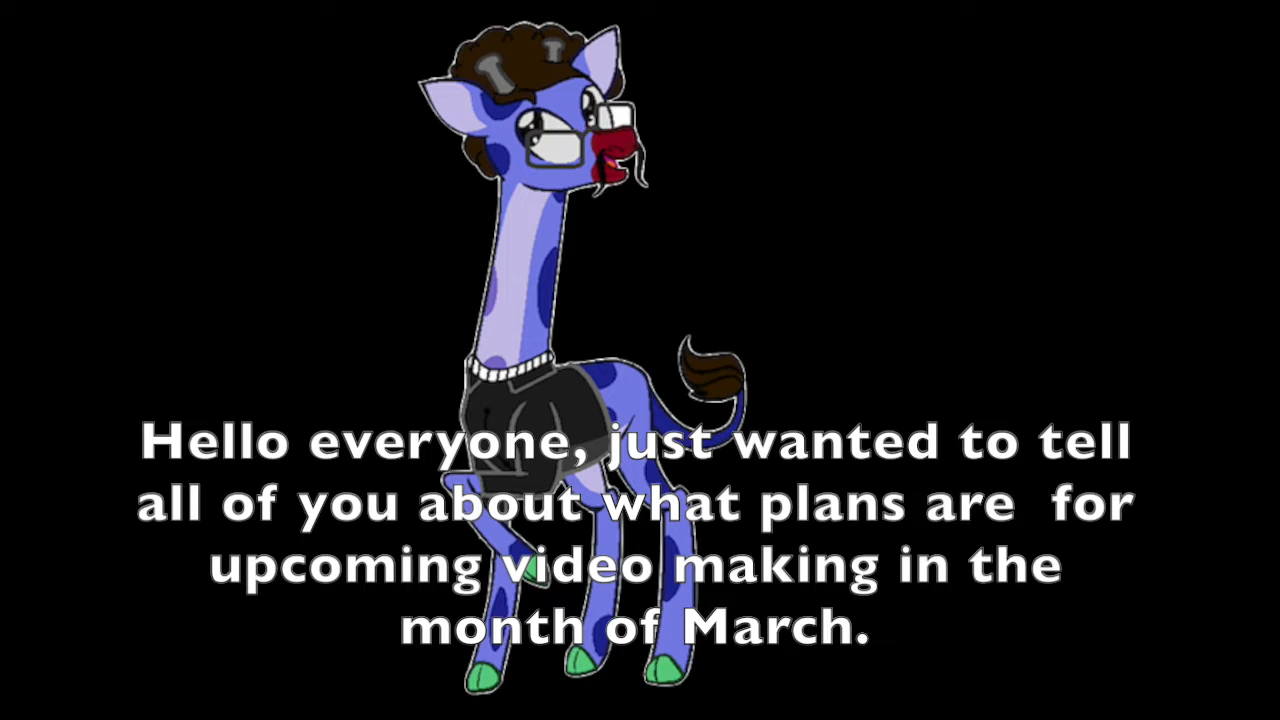 Hello everyone, just wanted to tell
all of you about what plans are  for
upcoming video making in the
month of March.